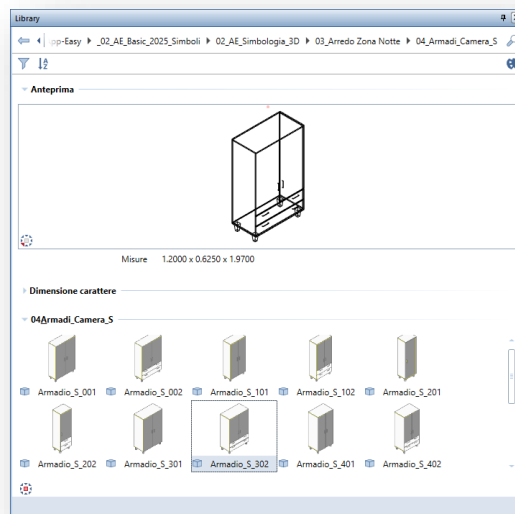 Library
pp-Easy _02_AE_Basic_2025_Simboli 02_AE_Simbologia_3D 03_Arredo Zona Notte 04_Armadi_Camera_S
Anteprima
Misure 1.2000 x 0.6250 x 1.9700
Dimensione carattere
04Armadi_Camera_S
Armadio_S_001 Armadio_S_002 Armadio_S_101 Armadio_S_102 Armadio_S_201
Armadio_S_202 Armadio_S_301 Armadio_S_302 Armadio_S_401 Armadio_S_402